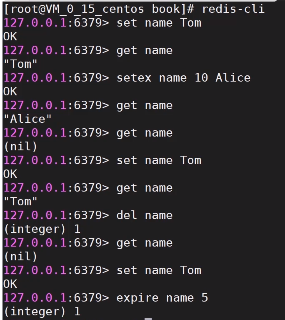 [root@VM_0_15_centos book]# redis-cli
127.0.0.1:6379> set name Tom
OK
127.0.0.1:6379> get name
"Tom"
127.0.0.1:6379> setex name 10 Alice
OK
127.0.0.1:6379> get name
"Alice"
127.0.0.1:6379> get name
(nil)
127.0.0.1:6379> set name Tom
OK
127.0.0.1:6379> get name
"Tom"
127.0.0.1:6379> del name
(integer) 1
127.0.0.1:6379> get name
(nil)
127.0.0.1:6379> set name Tom
OK
127.0.0.1:6379> expire name 5
(integer) 1